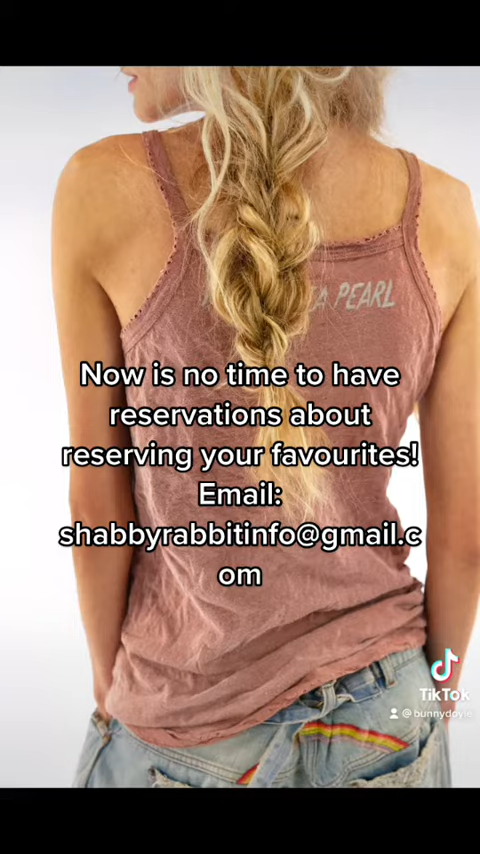 A PEARL
Now is no time to have
reservations about
reserving your favourites!
Email:
shabbyrabbitinfo@gmail.c
om
TikTok
@bunnydoyle